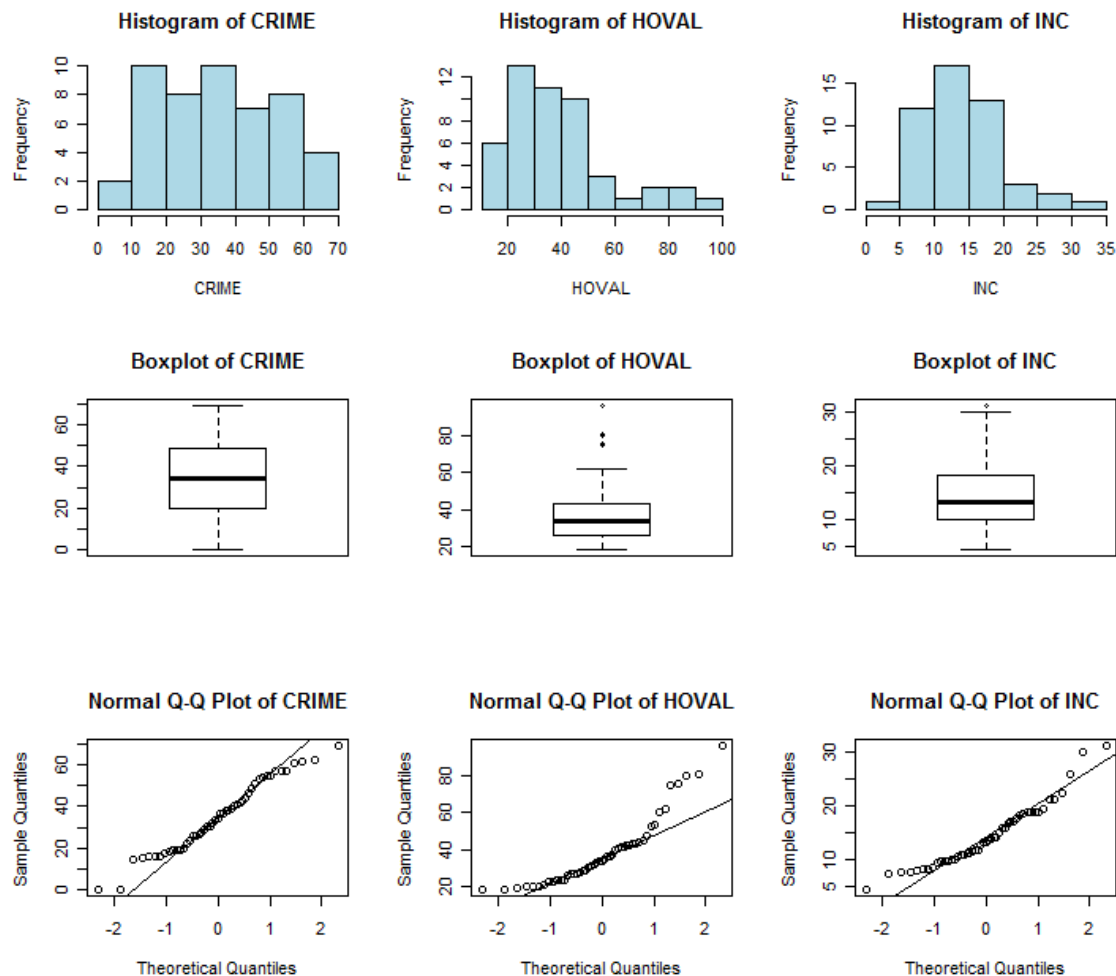 Histogram of CRIME
Histogram of HOVAL
Histogram of INC
Frequency
0 2 4 6 8 10
0 10 20 30 40 50 60 70
CRIME
Frequency
0 2 4 6 8 12
20 40 60 80 100
HOVAL
Frequency
0 5 10 15
0 5 10 15 20 25 30 35
INC
Boxplot of CRIME
Boxplot of HOVAL
Boxplot of INC
0 20 40 60
20 40 60 80
5 10 20 30
Normal Q-Q Plot of CRIME
Normal Q-Q Plot of HOVAL
Normal Q-Q Plot of INC
Sample Quantiles
0 20 40 60
-2 -1 0 1 2
Theoretical Quantiles
Sample Quantiles
20 40 60 80
-2 -1 0 1 2
Theoretical Quantiles
Sample Quantiles
5 10 20 30
-2 -1 0 1 2
Theoretical Quantiles